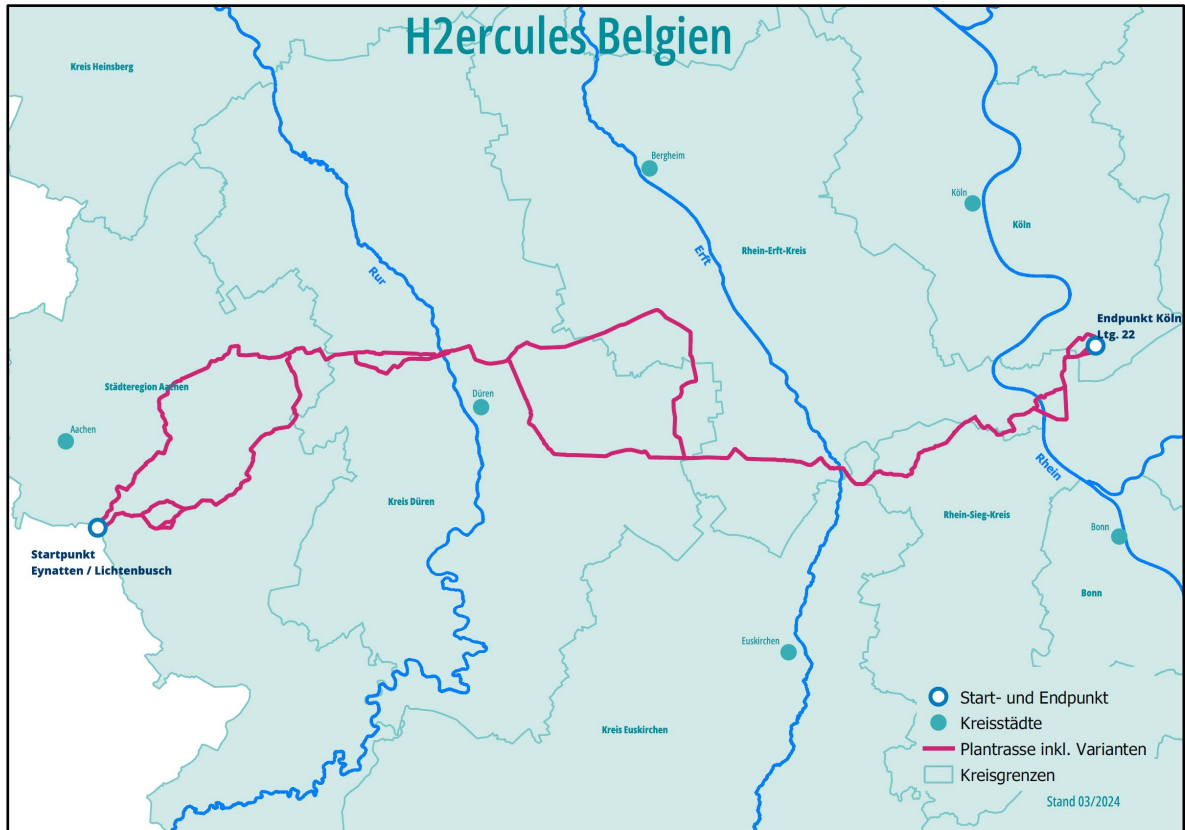 H2ercules Belgien
Kreis Heinsberg
Bergheim
Köln
Köln
Rhein-Erft-Kreis
Erft
Rur
Endpunkt Köln
Ltg. 22
Städteregion Aachen
Düren
Aachen
Rhein
Kreis Düren
Rhein-Sieg-Kreis
Bonn
Startpunkt
Eynatten / Lichtenbusch
Bonn
Euskirchen
Kreis Euskirchen
Start- und Endpunkt
Kreisstädte
Plantrasse inkl. Varianten
Kreisgrenzen
Stand 03/2024